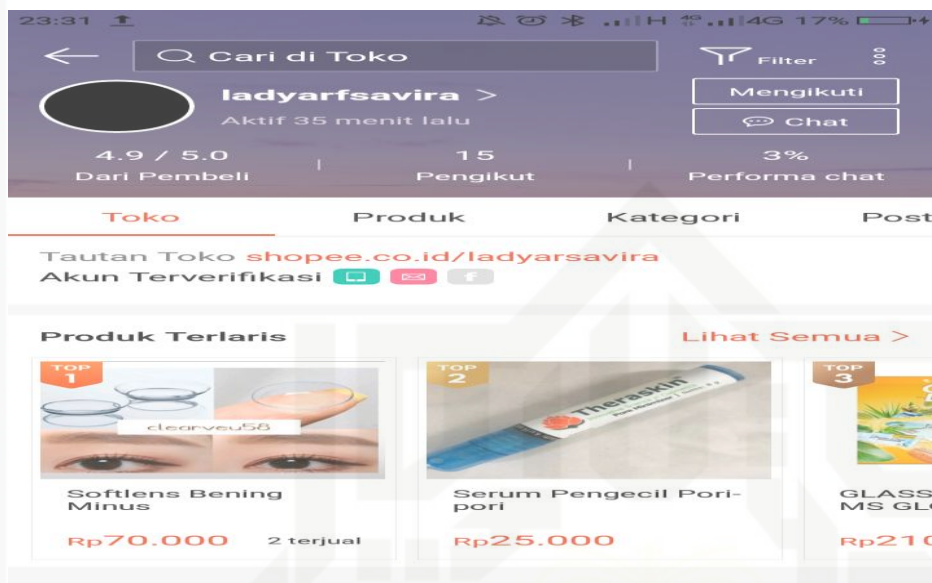 23:31
H 4G 4G 17%
Cari di Toko
Filter
ladyarfsavira >
Mengikuti
Aktif 35 menit lalu
Chat
4.9 / 5.0
15
3%
Dari Pembeli
Pengikut
Performa chat
Toko
Produk
Kategori
Post
Tautan Toko shopee.co.id/ladyarsavira
Akun Terverifikasi
Produk Terlaris
Lihat Semua >
TOP
1
clearveu58
Softlens Bening
Minus
Rp70.000
2 terjual
TOP
2
Theraskin
Serum Pengecil Pori-
pori
Rp25.000
TOP
3
GLASS
MS GL
Rp210